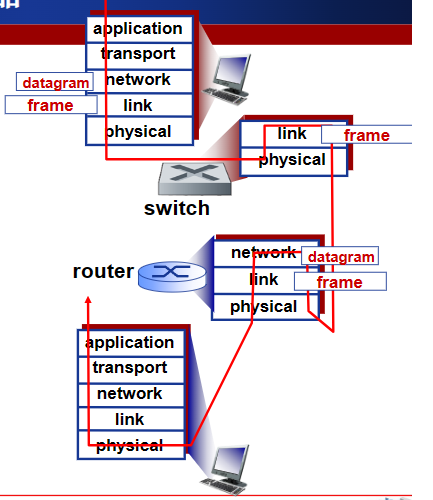 application
transport
datagram network
frame link
physical
link frame
physical
switch
network datagram
router
link frame
physical
application
transport
network
link
physical